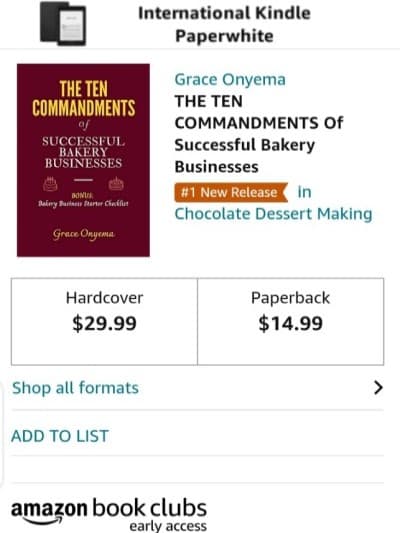 International Kindle
Paperwhite
THE TEN
COMMANDMENTS
of
SUCCESSFUL
BAKERY
BUSINESSES
BONUS:
Bakery Business Starter Checklist
Grace Onyema
Grace Onyema
THE TEN
COMMANDMENTS Of
Successful Bakery
Businesses
#1 New Release in
Chocolate Dessert Making
Hardcover
$29.99
Paperback
$14.99
Shop all formats
ADD TO LIST
amazon book clubs
early access